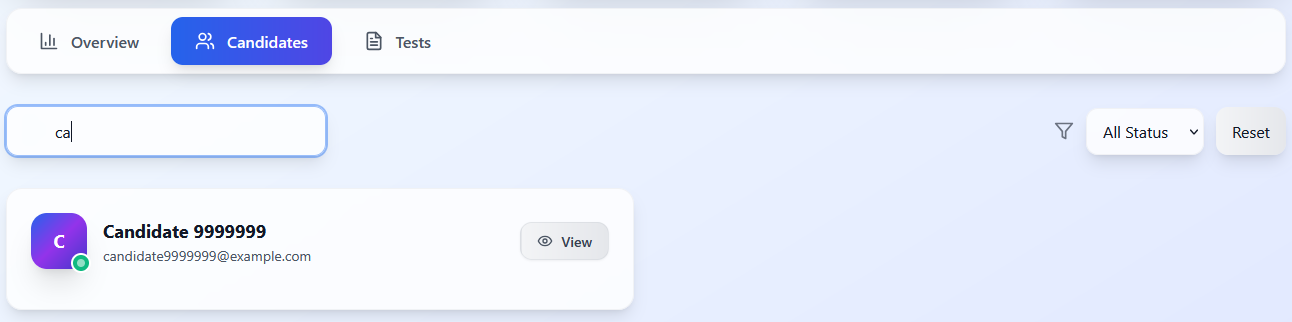 Overview
Candidates
Tests
ca
All Status
Reset
C
Candidate 9999999
candidate9999999@example.com
View